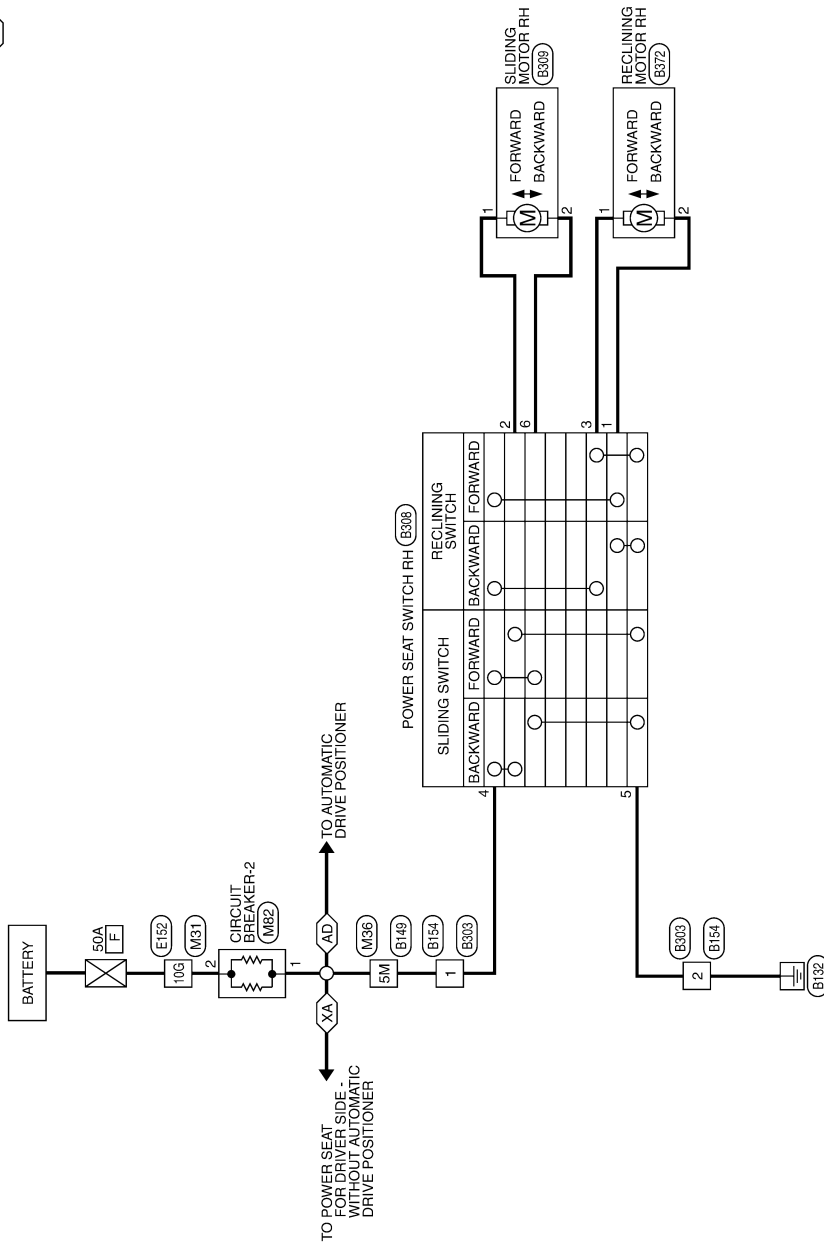 BATTERY
50A
F
10G
E152
M31
2
CIRCUIT
BREAKER-2
M82
1
XA
AD
TO AUTOMATIC
DRIVE POSITIONER
TO POWER SEAT
FOR DRIVER SIDE -
WITHOUT AUTOMATIC
DRIVE POSITIONER
5M
M36
B149
1
B154
B303
POWER SEAT SWITCH RH
B308
SLIDING SWITCH
RECLINING
SWITCH
BACKWARD
FORWARD
BACKWARD
FORWARD
4
5
2
6
3
1
2
B303
B154
B132
1
M
2
FORWARD
BACKWARD
SLIDING
MOTOR RH
B309
1
M
2
FORWARD
BACKWARD
RECLINING
MOTOR RH
B372